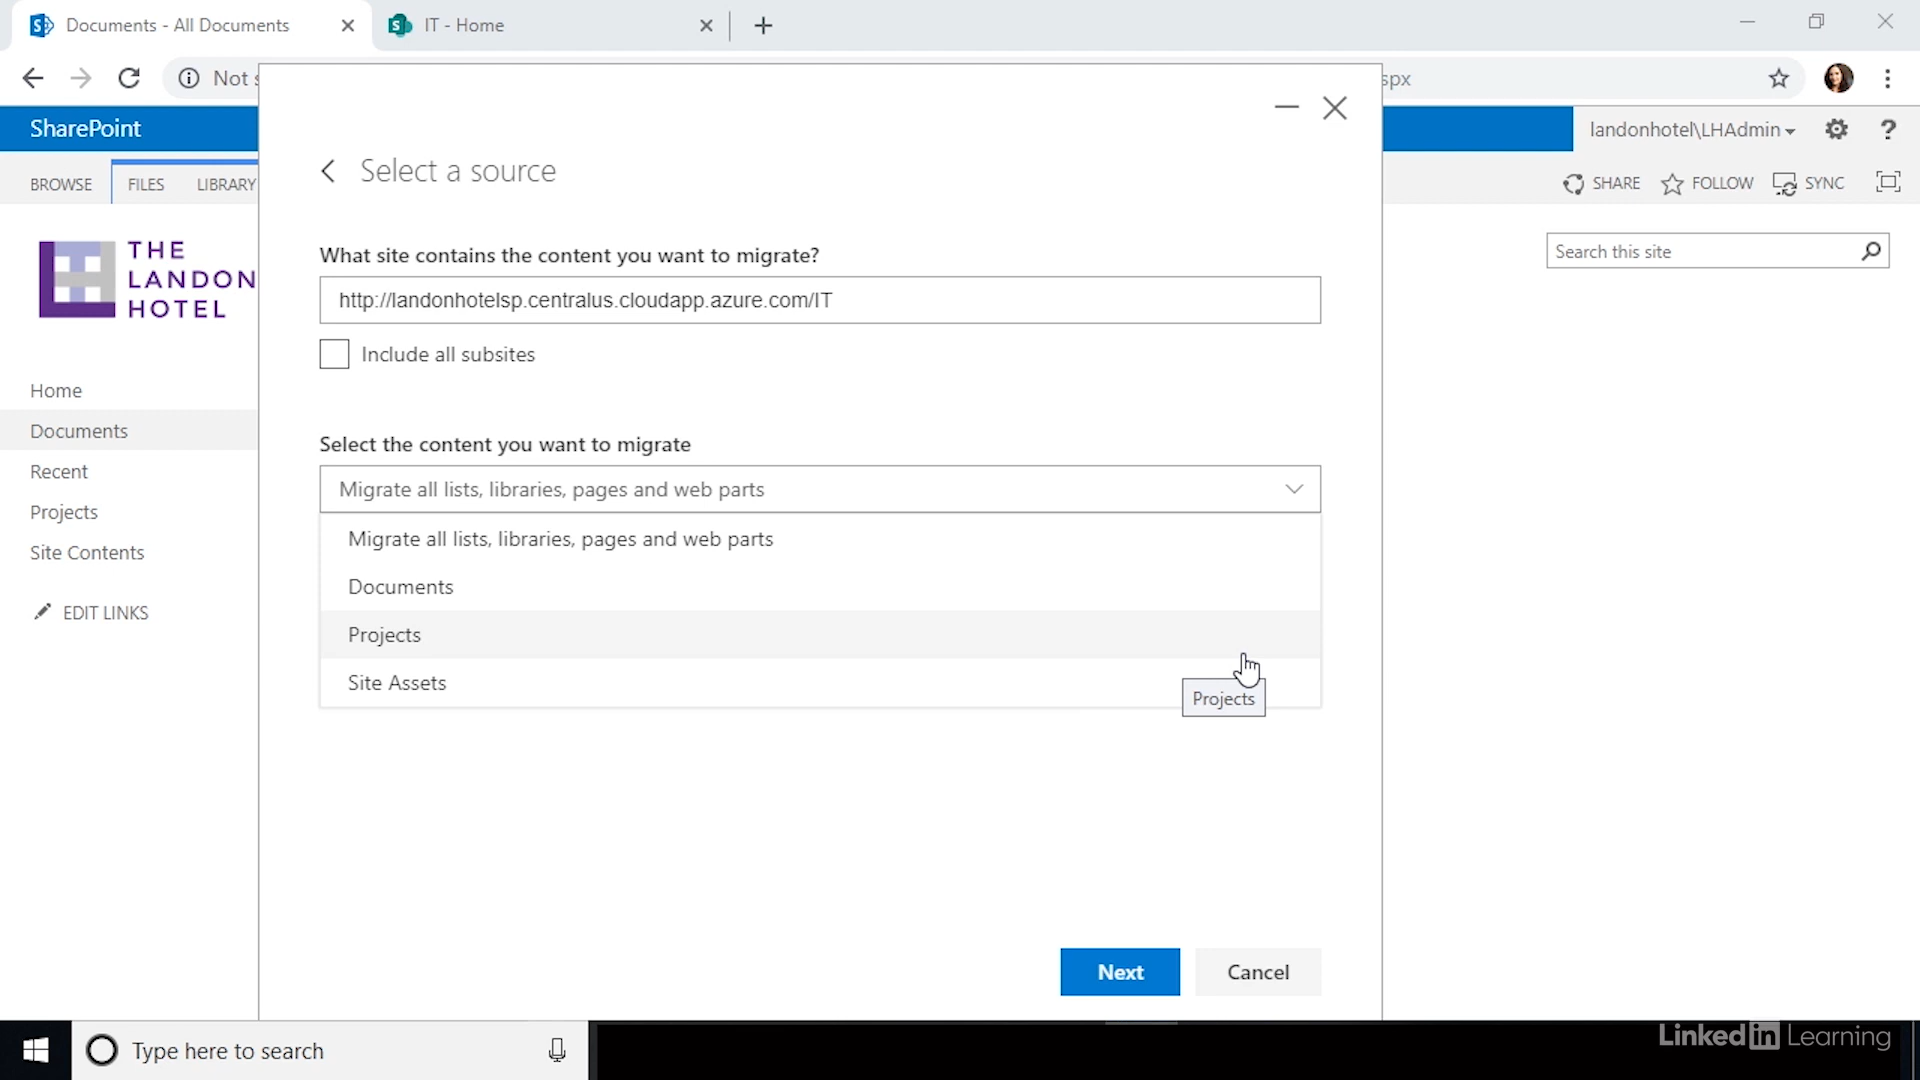 Documents - All Documents
IT - Home
Not s
spx
SharePoint
landonhotel\LHAdmin
BROWSE
FILES
LIBRARY
SHARE
FOLLOW
SYNC
THE
LANDON
HOTEL
Search this site
Home
Documents
Recent
Projects
Site Contents
EDIT LINKS
Select a source
What site contains the content you want to migrate?
http://landonhotelsp.centralus.cloudapp.azure.com/IT
Include all subsites
Select the content you want to migrate
Migrate all lists, libraries, pages and web parts
Migrate all lists, libraries, pages and web parts
Documents
Projects
Site Assets
Projects
Next
Cancel
Type here to search
Linked in Learning